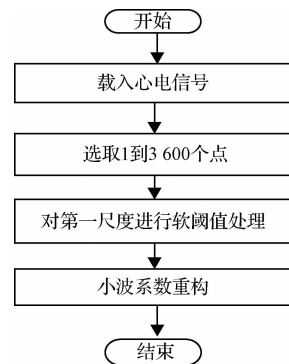 开始
载入心电信号
选取1到3 600个点
对第一尺度进行软阈值处理
小波系数重构
结束